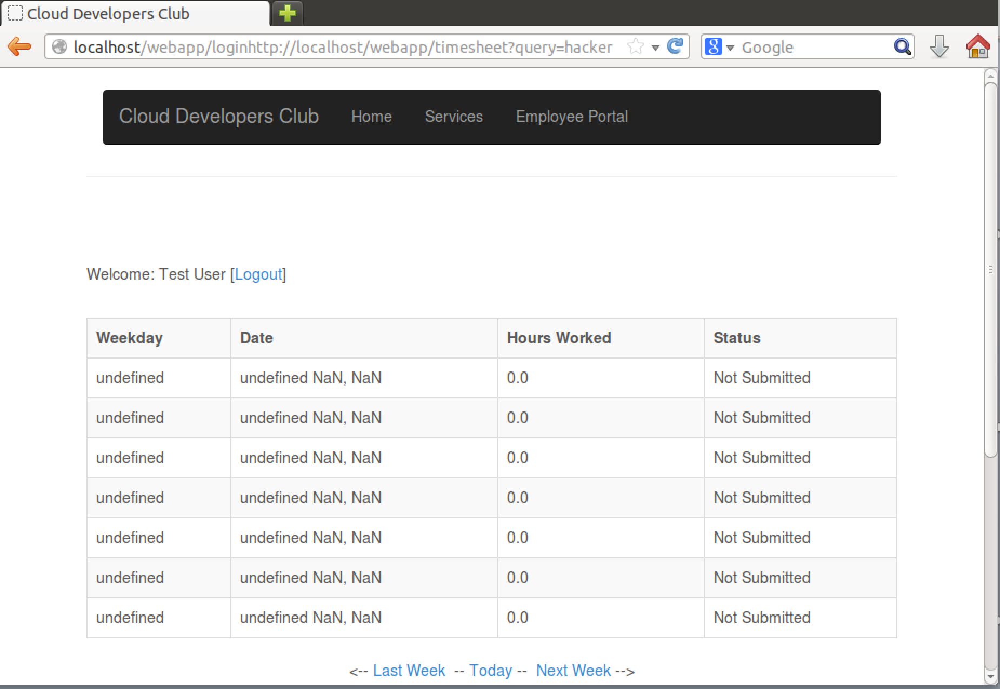 Cloud Developers Club
localhost/webapp/loginhttp://localhost/webapp/timesheet?query=hacker
Google
Cloud Developers Club Home Services Employee Portal
Welcome: Test User [Logout]
Weekday Date Hours Worked Status
undefined undefined NaN, NaN 0.0 Not Submitted
undefined undefined NaN, NaN 0.0 Not Submitted
undefined undefined NaN, NaN 0.0 Not Submitted
undefined undefined NaN, NaN 0.0 Not Submitted
undefined undefined NaN, NaN 0.0 Not Submitted
undefined undefined NaN, NaN 0.0 Not Submitted
undefined undefined NaN, NaN 0.0 Not Submitted
<-- Last Week -- Today -- Next Week -->